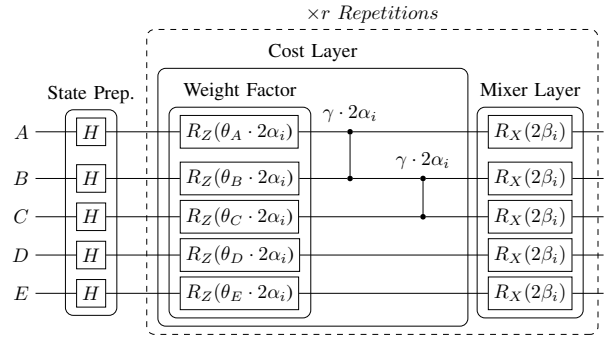 ×r Repetitions
Cost Layer
State Prep. Weight Factor Mixer Layer
γ · 2α_i
A H R_Z(θ_A · 2α_i) R_X(2β_i)
γ · 2α_i
B H R_Z(θ_B · 2α_i) R_X(2β_i)
C H R_Z(θ_C · 2α_i) R_X(2β_i)
D H R_Z(θ_D · 2α_i) R_X(2β_i)
E H R_Z(θ_E · 2α_i) R_X(2β_i)